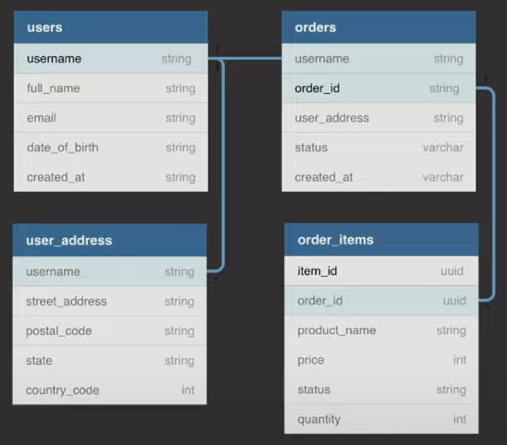 users
username string
full_name string
email string
date_of_birth string
created_at string
orders
username string
order_id string
user_address string
status varchar
created_at varchar
user_address
username string
street_address string
postal_code string
state string
country_code int
order_items
item_id uuid
order_id uuid
product_name string
price int
status string
quantity int